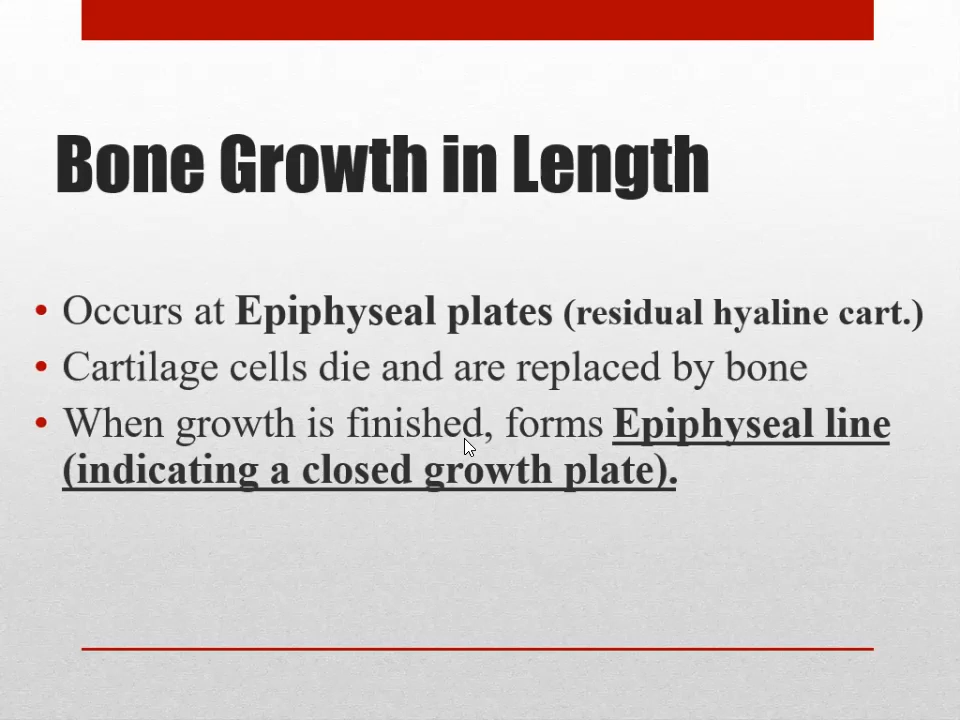 Bone Growth in Length
• Occurs at Epiphyseal plates (residual hyaline cart.)
• Cartilage cells die and are replaced by bone
• When growth is finished, forms Epiphyseal line
(indicating a closed growth plate).